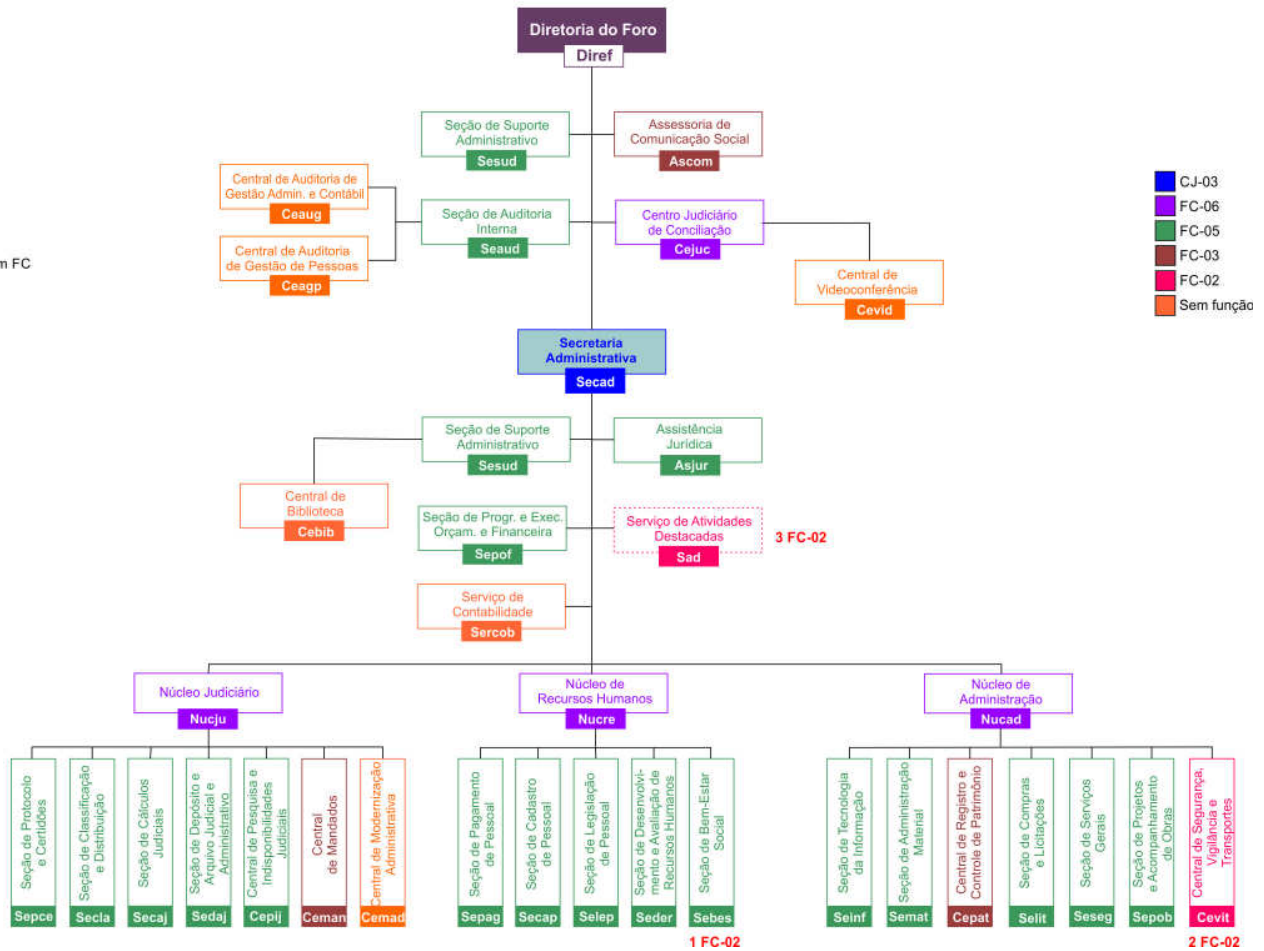 Diretoria do Foro
Diref
Seção de Suporte
Administrativo
Sesud
Assessoria de
Comunicação Social
Ascom
Central de Auditoria de
Gestão Admin. e Contábil
Ceaug
Seção de Auditoria
Interna
Seaud
Centro Judiciário
de Conciliação
Cejuc
Central de Auditoria
de Gestão de Pessoas
Ceagp
m FC
Central de
Videoconferência
Cevid
CJ-03
FC-06
FC-05
FC-03
FC-02
Sem função
Secretaria
Administrativa
Secad
Seção de Suporte
Administrativo
Sesud
Assistência
Jurídica
Asjur
Central de
Biblioteca
Cebib
Seção de Progr. e Exec.
Orçam. e Financeira
Sepof
Serviço de Atividades
Destacadas
Sad
3 FC-02
Serviço de
Contabilidade
Sercob
Núcleo Judiciário
Nucju
Núcleo de
Recursos Humanos
Nucre
Núcleo de
Administração
Nucad
Seção de Protocolo
e Certidões
Sepce
Seção de Classificação
e Distribuição
Secla
Seção de Cálculos
Judiciais
Secaj
Seção de Depósito e
Arquivo Judicial e
Administrativo
Sedaj
Central de Pesquisa e
Indisponibilidades
Judiciais
Cepij
Central
de Mandados
Ceman
Central de Modernização
Administrativa
Cemad
Seção de Pagamento
de Pessoal
Sepag
Seção de Cadastro
de Pessoal
Secap
Seção de Legislação
de Pessoal
Selep
Seção de Desenvolvi-
mento e Avaliação de
Recursos Humanos
Seder
Seção de Bem-Estar
Social
Sebes
1 FC-02
Seção de Tecnologia
da Informação
Seinf
Seção de Administração
Material
Semat
Central de Registro e
Controle de Patrimônio
Cepat
Seção de Compras
e Licitações
Selit
Seção de Serviços
Gerais
Seseg
Seção de Projetos
e Acompanhamento
de Obras
Sepob
Central de Segurança,
Vigilância e
Transportes
Cevit
2 FC-02